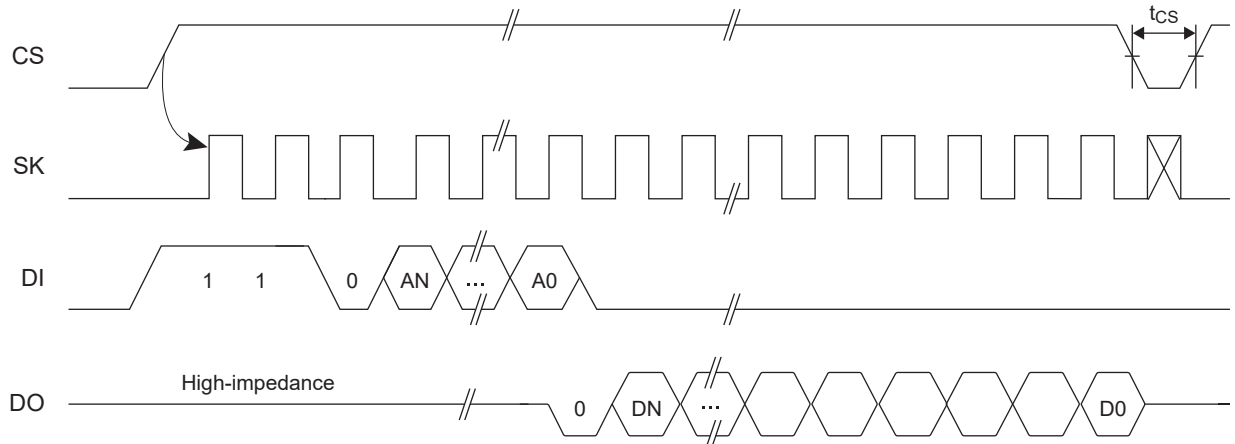 tCS
CS
SK
DI
1 1 0 AN ... A0
High-impedance
DO
0 DN ... D0